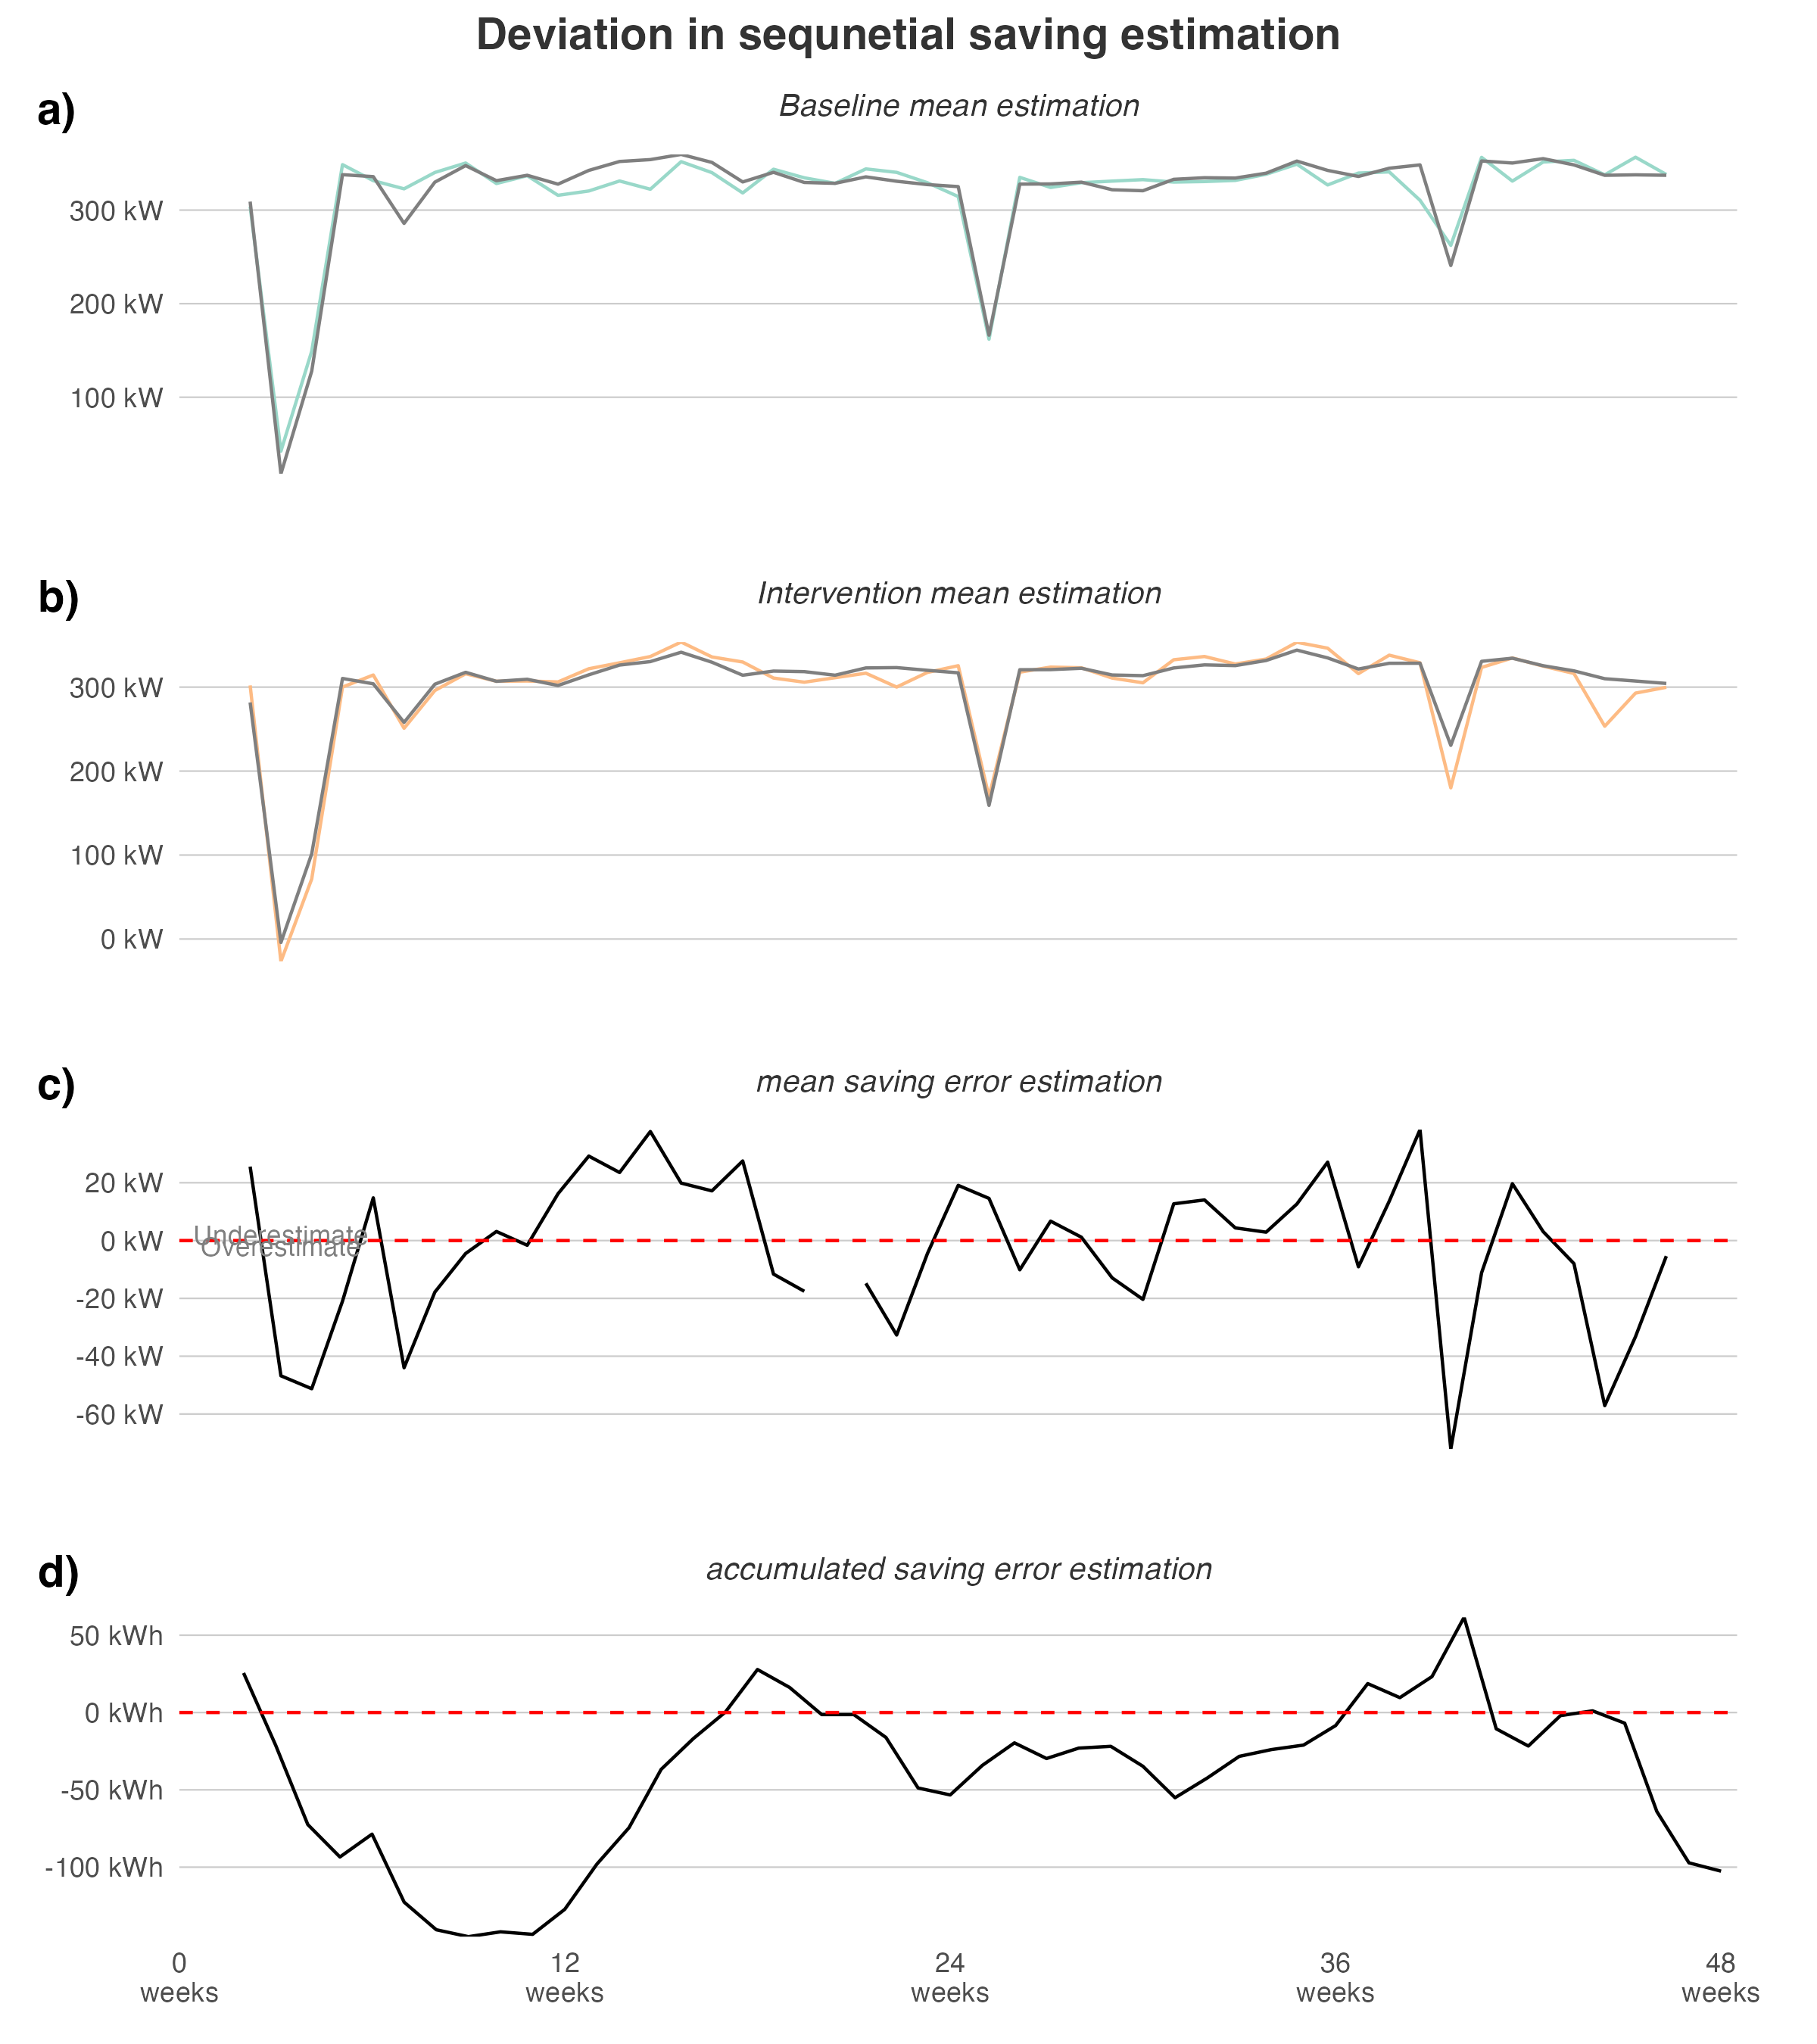 Deviation in sequnetial saving estimation
a)
Baseline mean estimation
300 kW
200 kW
100 kW
b)
Intervention mean estimation
300 kW
200 kW
100 kW
0 kW
c)
mean saving error estimation
20 kW
Underestimate
0 kW
Overestimate
-20 kW
-40 kW
-60 kW
d)
accumulated saving error estimation
50 kWh
0 kWh
-50 kWh
-100 kWh
0 12 24 36 48
weeks weeks weeks weeks weeks